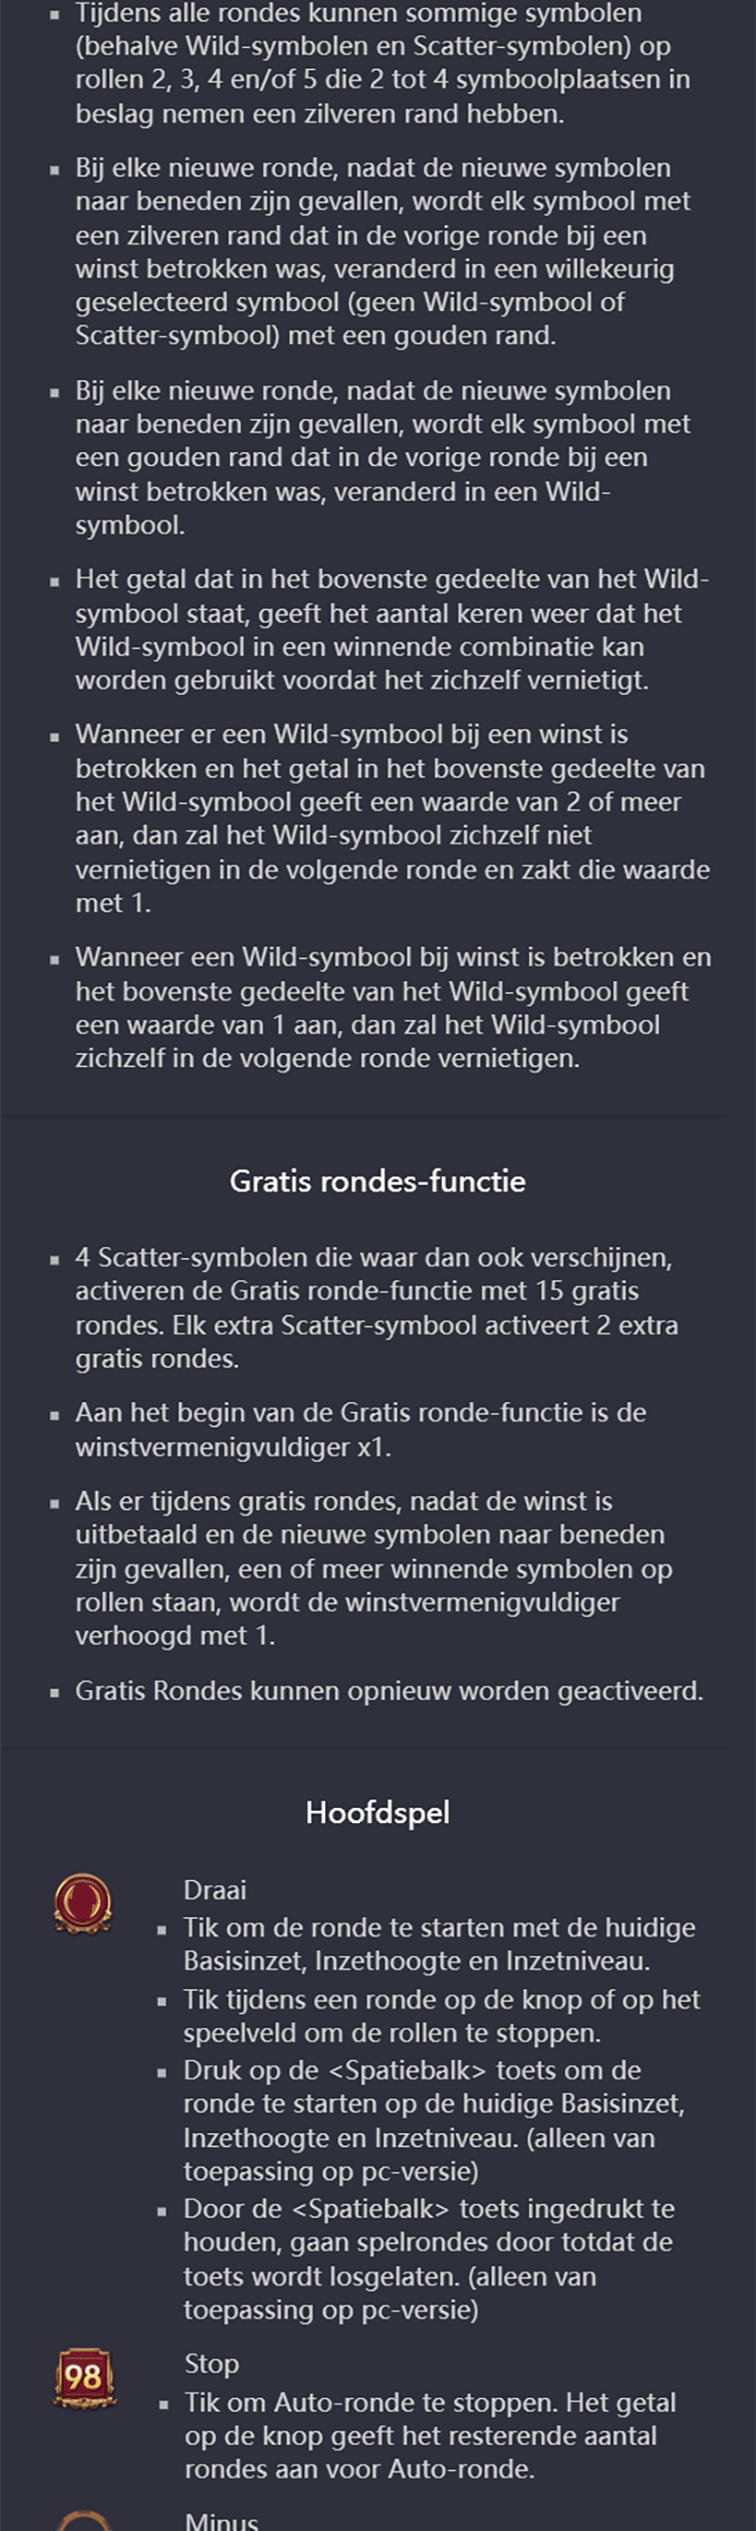 ▪ Tijdens alle rondes kunnen sommige symbolen
(behalve Wild-symbolen en Scatter-symbolen) op
rollen 2, 3, 4 en/of 5 die 2 tot 4 symboolplaatsen in
beslag nemen een zilveren rand hebben.
▪ Bij elke nieuwe ronde, nadat de nieuwe symbolen
naar beneden zijn gevallen, wordt elk symbool met
een zilveren rand dat in de vorige ronde bij een
winst betrokken was, veranderd in een willekeurig
geselecteerd symbool (geen Wild-symbool of
Scatter-symbool) met een gouden rand.
▪ Bij elke nieuwe ronde, nadat de nieuwe symbolen
naar beneden zijn gevallen, wordt elk symbool met
een gouden rand dat in de vorige ronde bij een
winst betrokken was, veranderd in een Wild-
symbool.
▪ Het getal dat in het bovenste gedeelte van het Wild-
symbool staat, geeft het aantal keren weer dat het
Wild-symbool in een winnende combinatie kan
worden gebruikt voordat het zichzelf vernietigt.
▪ Wanneer er een Wild-symbool bij een winst is
betrokken en het getal in het bovenste gedeelte van
het Wild-symbool geeft een waarde van 2 of meer
aan, dan zal het Wild-symbool zichzelf niet
vernietigen in de volgende ronde en zakt die waarde
met 1.
▪ Wanneer een Wild-symbool bij winst is betrokken en
het bovenste gedeelte van het Wild-symbool geeft
een waarde van 1 aan, dan zal het Wild-symbool
zichzelf in de volgende ronde vernietigen.
Gratis rondes-functie
▪ 4 Scatter-symbolen die waar dan ook verschijnen,
activeren de Gratis ronde-functie met 15 gratis
rondes. Elk extra Scatter-symbool activeert 2 extra
gratis rondes.
▪ Aan het begin van de Gratis ronde-functie is de
winstvermenigvuldiger x1.
▪ Als er tijdens gratis rondes, nadat de winst is
uitbetaald en de nieuwe symbolen naar beneden
zijn gevallen, een of meer winnende symbolen op
rollen staan, wordt de winstvermenigvuldiger
verhoogd met 1.
▪ Gratis Rondes kunnen opnieuw worden geactiveerd.
Hoofdspel
Draai
▪ Tik om de ronde te starten met de huidige
Basisinzet, Inzethoogte en Inzetniveau.
▪ Tik tijdens een ronde op de knop of op het
speelveld om de rollen te stoppen.
▪ Druk op de <Spatiebalk> toets om de
ronde te starten op de huidige Basisinzet,
Inzethoogte en Inzetniveau. (alleen van
toepassing op pc-versie)
▪ Door de <Spatiebalk> toets ingedrukt te
houden, gaan spelrondes door totdat de
toets wordt losgelaten. (alleen van
toepassing op pc-versie)
98
Stop
▪ Tik om Auto-ronde te stoppen. Het getal
op de knop geeft het resterende aantal
rondes aan voor Auto-ronde.
Minus